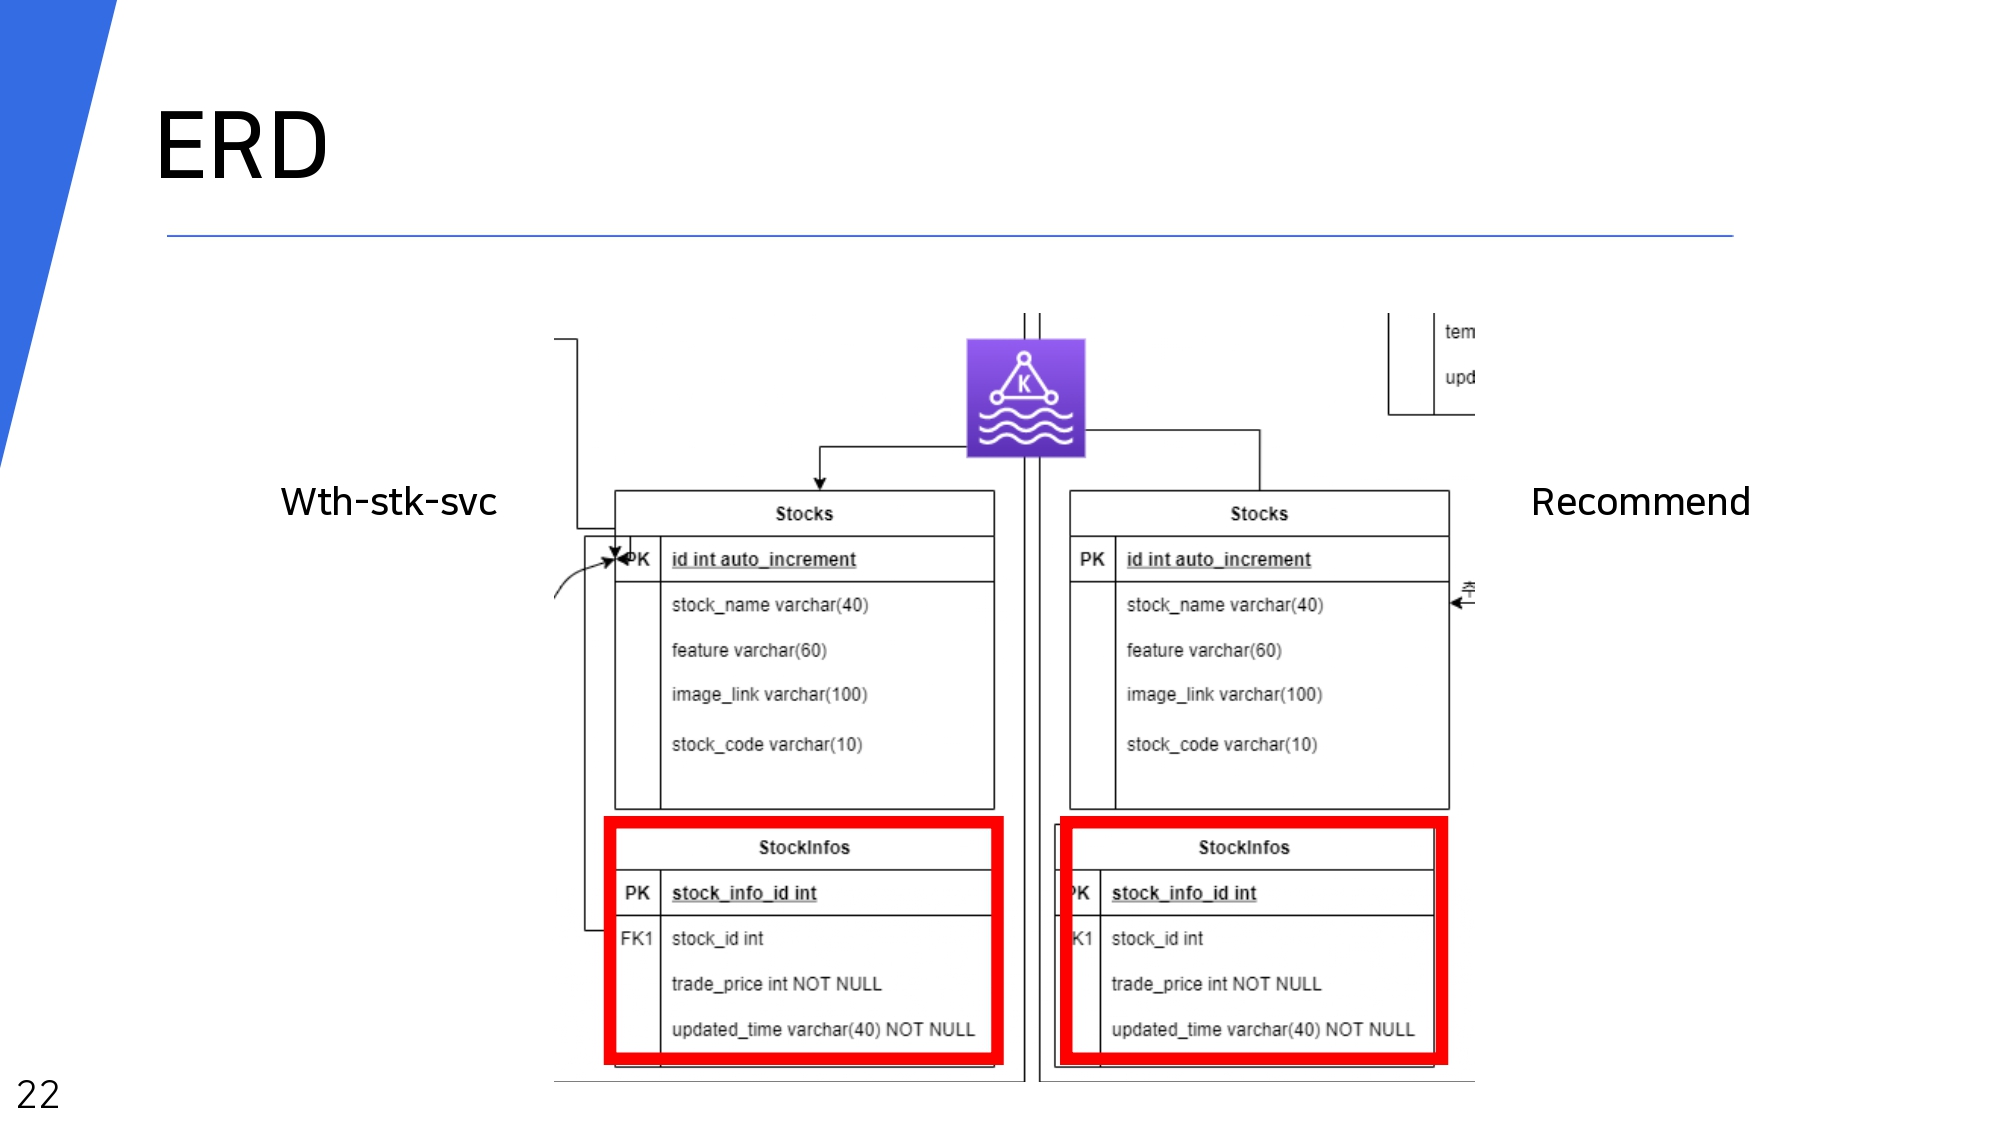 ERD
tem
upd
K
Wth-stk-svc
Recommend
Stocks
PK id int auto_increment
stock_name varchar(40)
feature varchar(60)
image_link varchar(100)
stock_code varchar(10)
Stocks
PK id int auto_increment
stock_name varchar(40)
feature varchar(60)
image_link varchar(100)
stock_code varchar(10)
StockInfos
PK stock_info_id int
FK1 stock_id int
trade_price int NOT NULL
updated_time varchar(40) NOT NULL
StockInfos
PK stock_info_id int
K1 stock_id int
trade_price int NOT NULL
updated_time varchar(40) NOT NULL
22